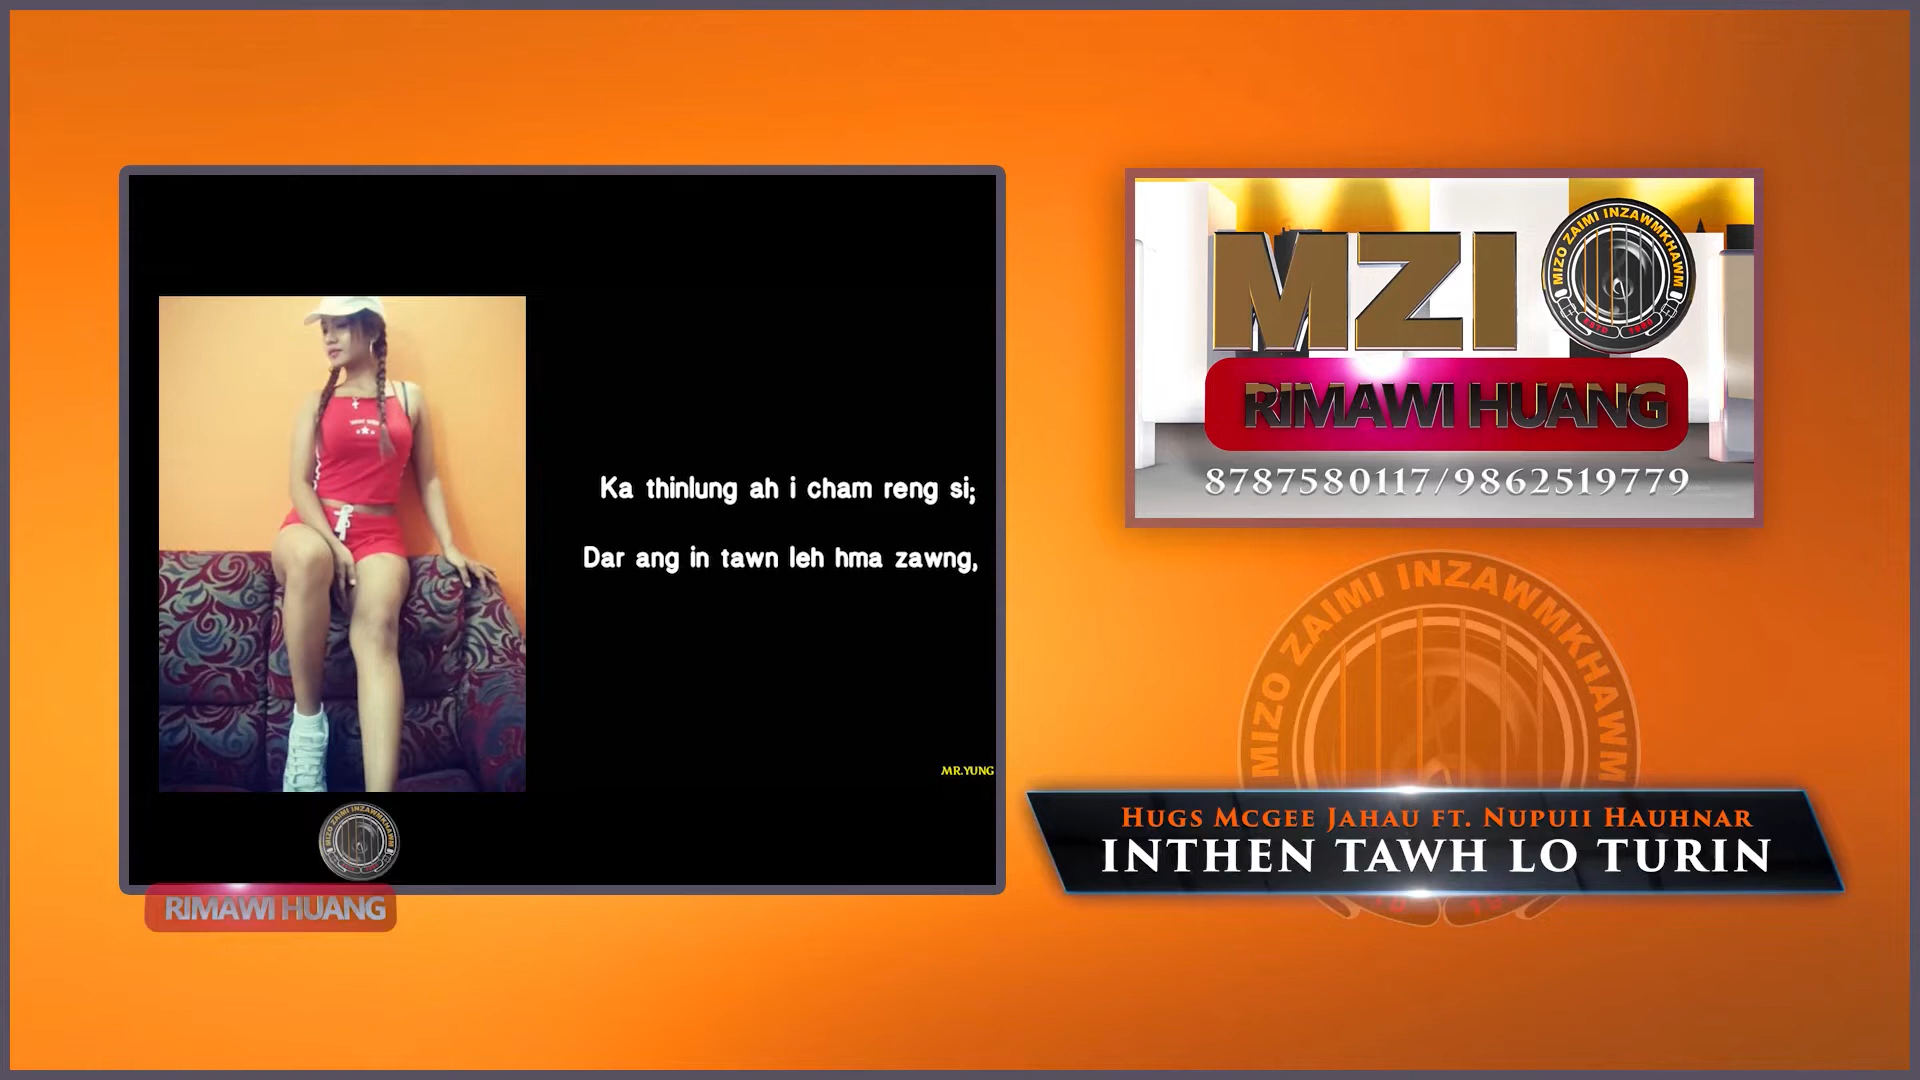 Ka thinlung ah i cham reng si;
Dar ang in tawn leh hma zawng,
MR.YUNG
MIZO ZAIMI INZAWMKHAWM
RIMAWI HUANG
MZI
MIZO ZAIMI INZAWMKHAWM
ESTD 1980
RIMAWI HUANG
8787580117/9862519779
MIZO ZAIMI INZAWMKHAWM
Hugs Mcgee Jahau ft. Nupuii Hauhnar
INTHEN TAWH LO TURIN